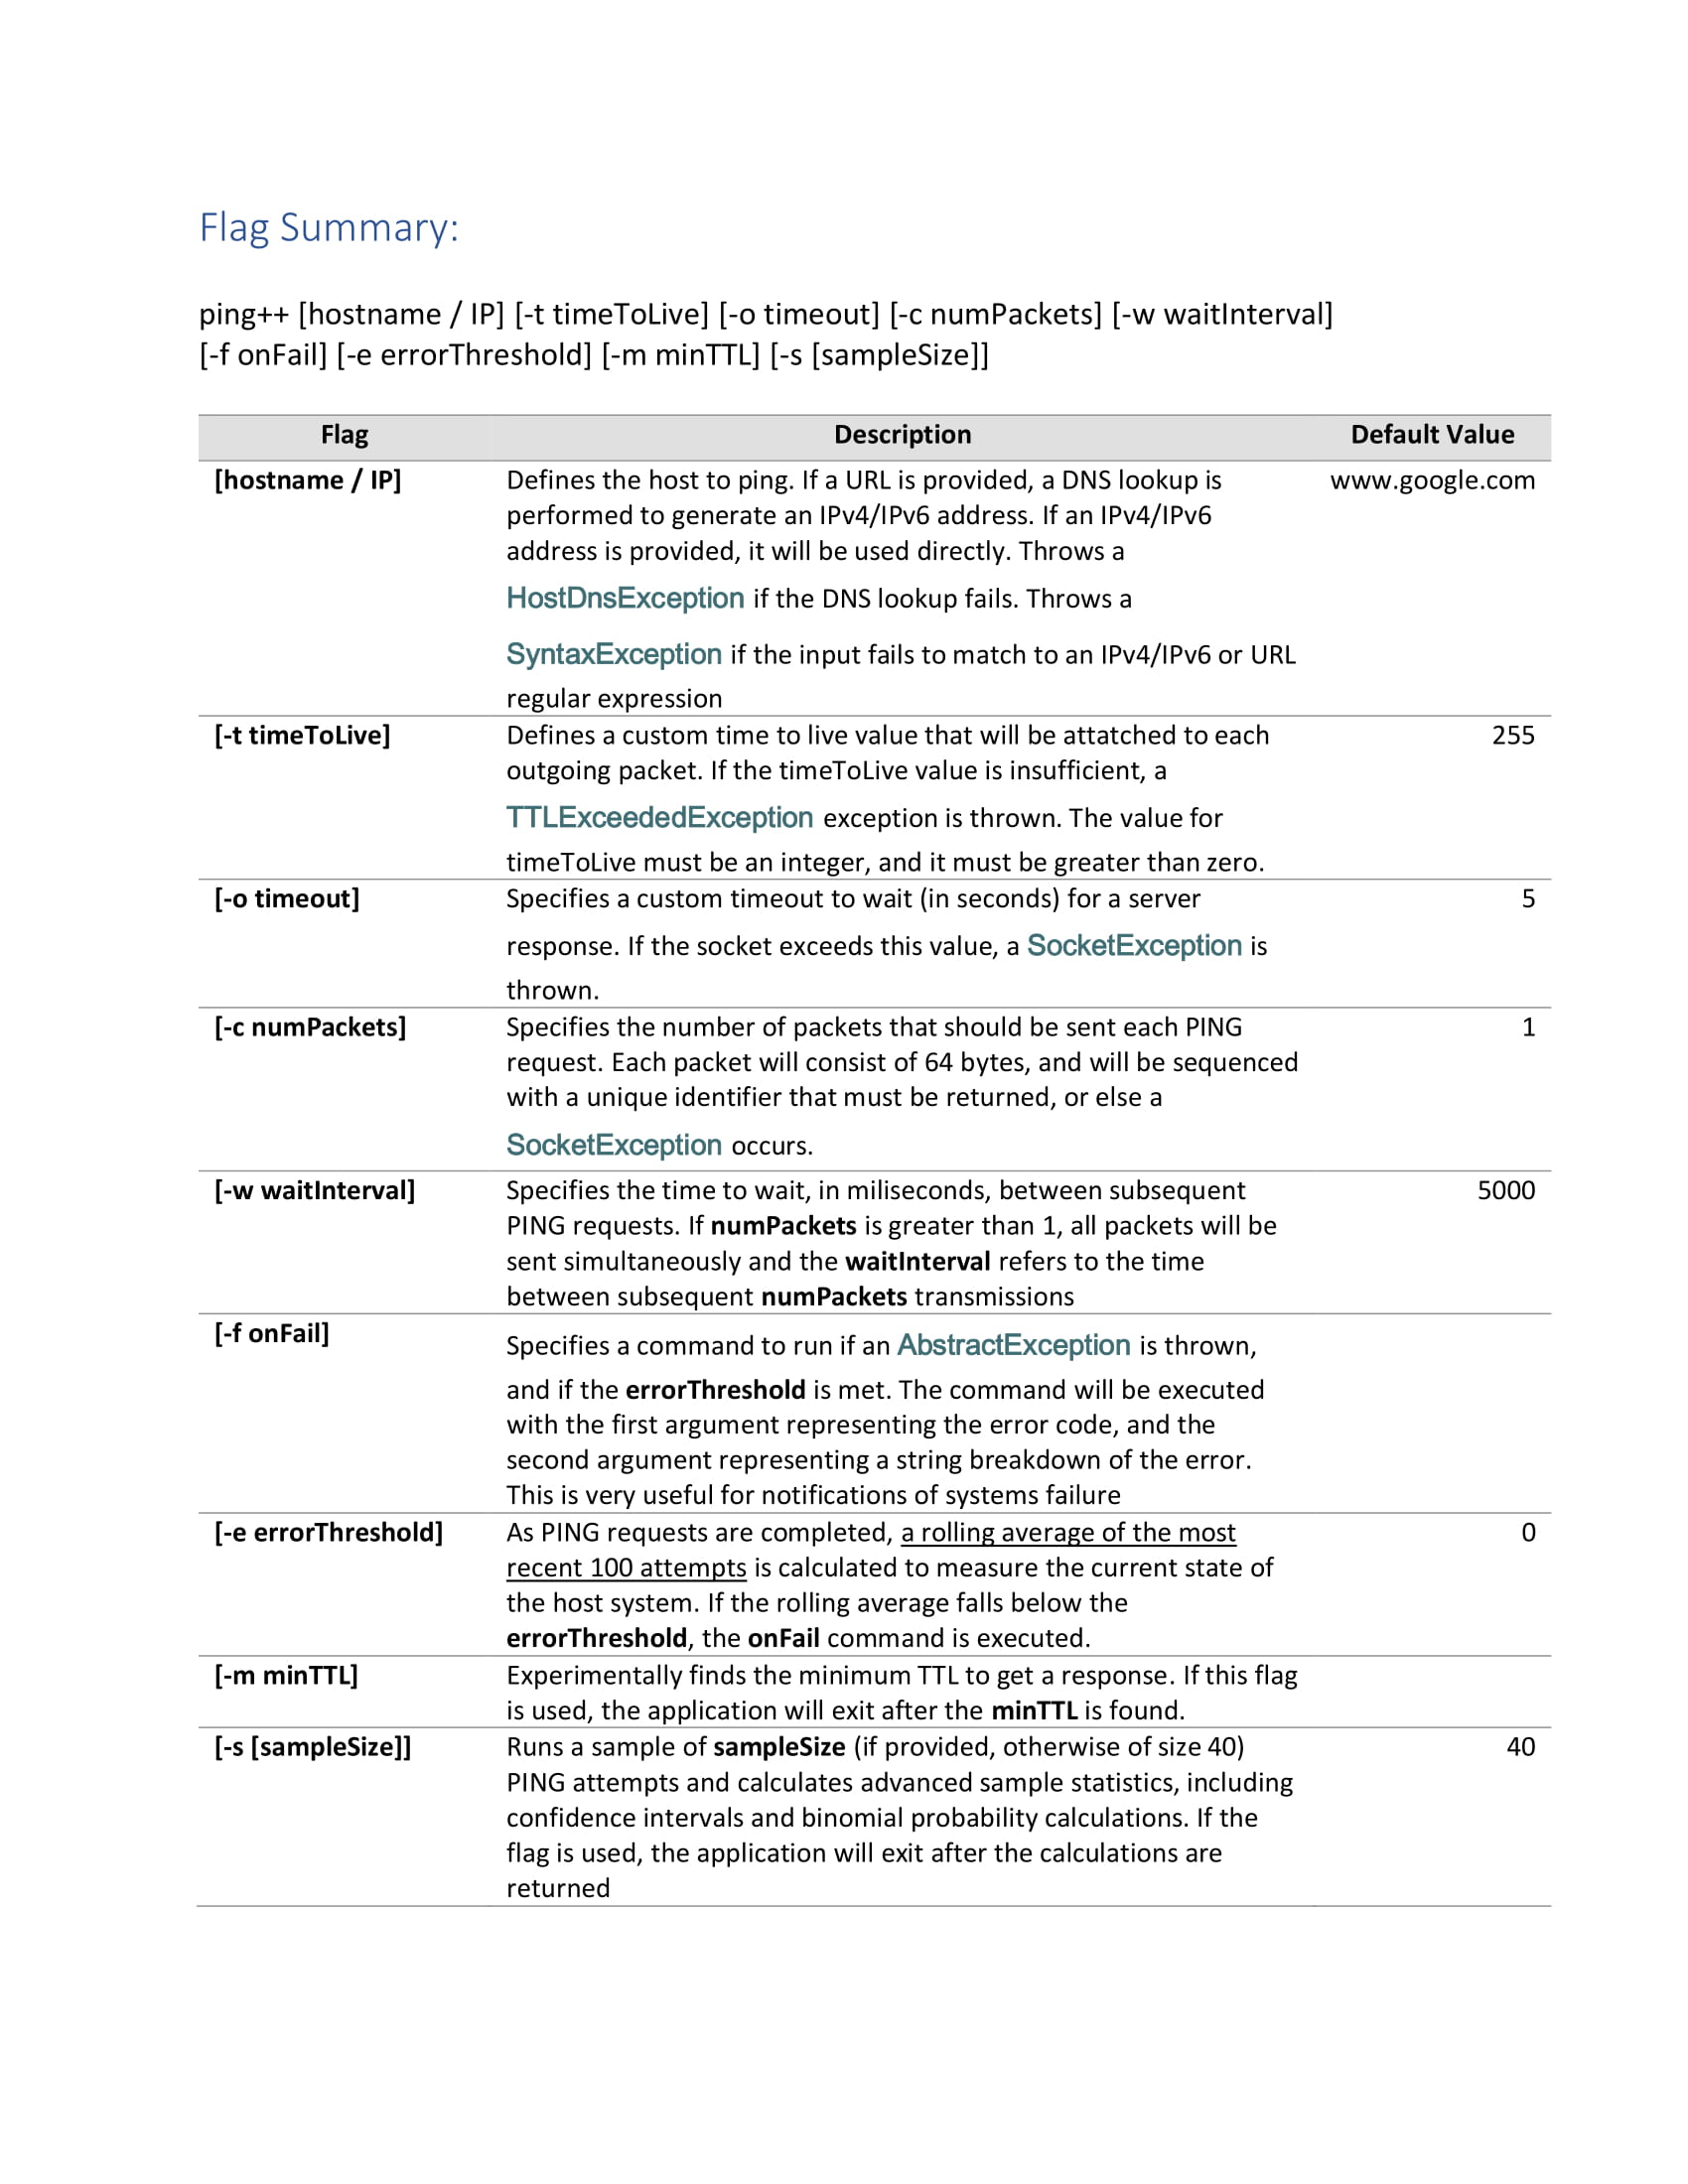 Flag Summary:
ping++ [hostname / IP] [-t timeToLive] [-o timeout] [-c numPackets] [-w waitInterval]
[-f onFail] [-e errorThreshold] [-m minTTL] [-s [sampleSize]]
Flag Description Default Value
[hostname / IP] Defines the host to ping. If a URL is provided, a DNS lookup is www.google.com
performed to generate an IPv4/IPv6 address. If an IPv4/IPv6
address is provided, it will be used directly. Throws a
HostDnsException if the DNS lookup fails. Throws a
SyntaxException if the input fails to match to an IPv4/IPv6 or URL
regular expression
[-t timeToLive] Defines a custom time to live value that will be attatched to each 255
outgoing packet. If the timeToLive value is insufficient, a
TTLExceededException exception is thrown. The value for
timeToLive must be an integer, and it must be greater than zero.
[-o timeout] Specifies a custom timeout to wait (in seconds) for a server 5
response. If the socket exceeds this value, a SocketException is
thrown.
[-c numPackets] Specifies the number of packets that should be sent each PING 1
request. Each packet will consist of 64 bytes, and will be sequenced
with a unique identifier that must be returned, or else a
SocketException occurs.
[-w waitInterval] Specifies the time to wait, in miliseconds, between subsequent 5000
PING requests. If numPackets is greater than 1, all packets will be
sent simultaneously and the waitInterval refers to the time
between subsequent numPackets transmissions
[-f onFail] Specifies a command to run if an AbstractException is thrown,
and if the errorThreshold is met. The command will be executed
with the first argument representing the error code, and the
second argument representing a string breakdown of the error.
This is very useful for notifications of systems failure
[-e errorThreshold] As PING requests are completed, a rolling average of the most 0
recent 100 attempts is calculated to measure the current state of
the host system. If the rolling average falls below the
errorThreshold, the onFail command is executed.
[-m minTTL] Experimentally finds the minimum TTL to get a response. If this flag
is used, the application will exit after the minTTL is found.
[-s [sampleSize]] Runs a sample of sampleSize (if provided, otherwise of size 40) 40
PING attempts and calculates advanced sample statistics, including
confidence intervals and binomial probability calculations. If the
flag is used, the application will exit after the calculations are
returned